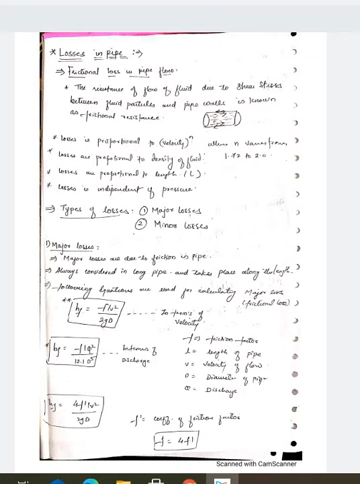 * Losses in pipe :→
⇒ Frictional loss in pipe flow.
* The resistance of flow of fluid due to Shear Stress
between fluid particles and pipe walls is known
as frictional resistance.
* losses is proportional to (velocity)^n when n varies from
1.72 to 2.0.
* losses are proportional to density of fluid.
* losses are proportional to length (L).
* losses is independent of pressure.
⇒ Types of losses: ① Major losses
② Minor losses
1) Major losses:
⇒ Major losses are due to friction in pipe.
⇒ Always considered in long pipe and takes place along the length.
⇒ following equations are used for calculating Major loss
(frictional loss)
** hf = flv²/2gD ---- In form's of
velocity
f → friction factor
* hf = flQ²/12.1 D⁵ ---- Interms of
Discharge
L = length of pipe
V = velocity of flow
D = Diameter of pipe
Q = Discharge
hf = 4f'lv²/2gD
f' = coeff. of friction factor
f = 4f'
Scanned with CamScanner